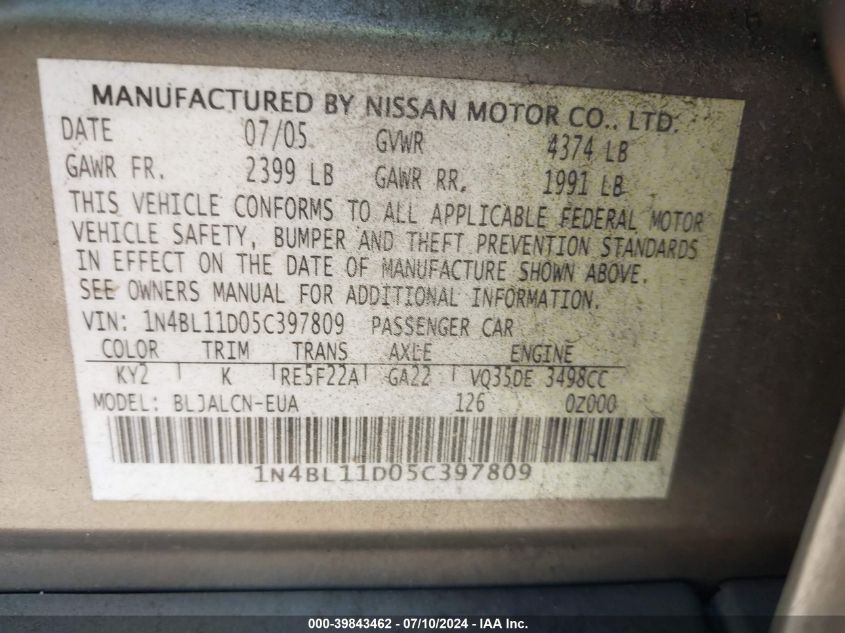 MANUFACTURED BY NISSAN MOTOR CO., LTD.
DATE 07/05 GVWR 4374 LB
GAWR FR. 2399 LB GAWR RR. 1991 LB
THIS VEHICLE CONFORMS TO ALL APPLICABLE FEDERAL MOTOR
VEHICLE SAFETY, BUMPER AND THEFT PREVENTION STANDARDS
IN EFFECT ON THE DATE OF MANUFACTURE SHOWN ABOVE.
SEE OWNERS MANUAL FOR ADDITIONAL INFORMATION.
VIN: 1N4BL11D05C397809 PASSENGER CAR
COLOR TRIM TRANS AXLE ENGINE
KY2 K RE5F22A GA22 VQ35DE 3498CC
MODEL: BLJALCN-EUA 126 0Z000
1N4BL11D05C397809
000-39843462 - 07/10/2024 - IAA Inc.